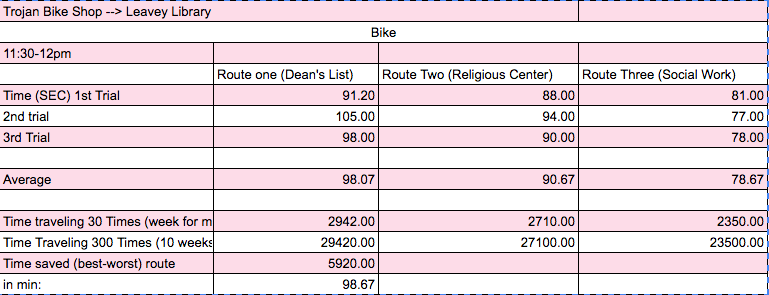 Trojan Bike Shop --> Leavey Library
Bike
11:30-12pm
Route one (Dean's List) Route Two (Religious Center) Route Three (Social Work)
Time (SEC) 1st Trial 91.20 88.00 81.00
2nd trial 105.00 94.00 77.00
3rd Trial 98.00 90.00 78.00
Average 98.07 90.67 78.67
Time traveling 30 Times (week for m 2942.00 2710.00 2350.00
Time Traveling 300 Times (10 weeks 29420.00 27100.00 23500.00
Time saved (best-worst) route 5920.00
in min: 98.67